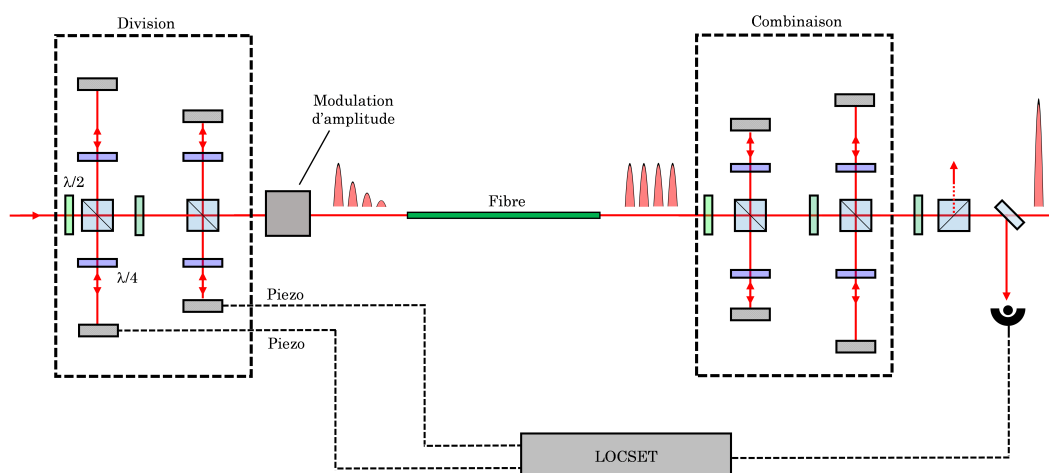 Division
Combinaison
Modulation
d'amplitude
λ/2
Fibre
λ/4
Piezo
Piezo
LOCSET